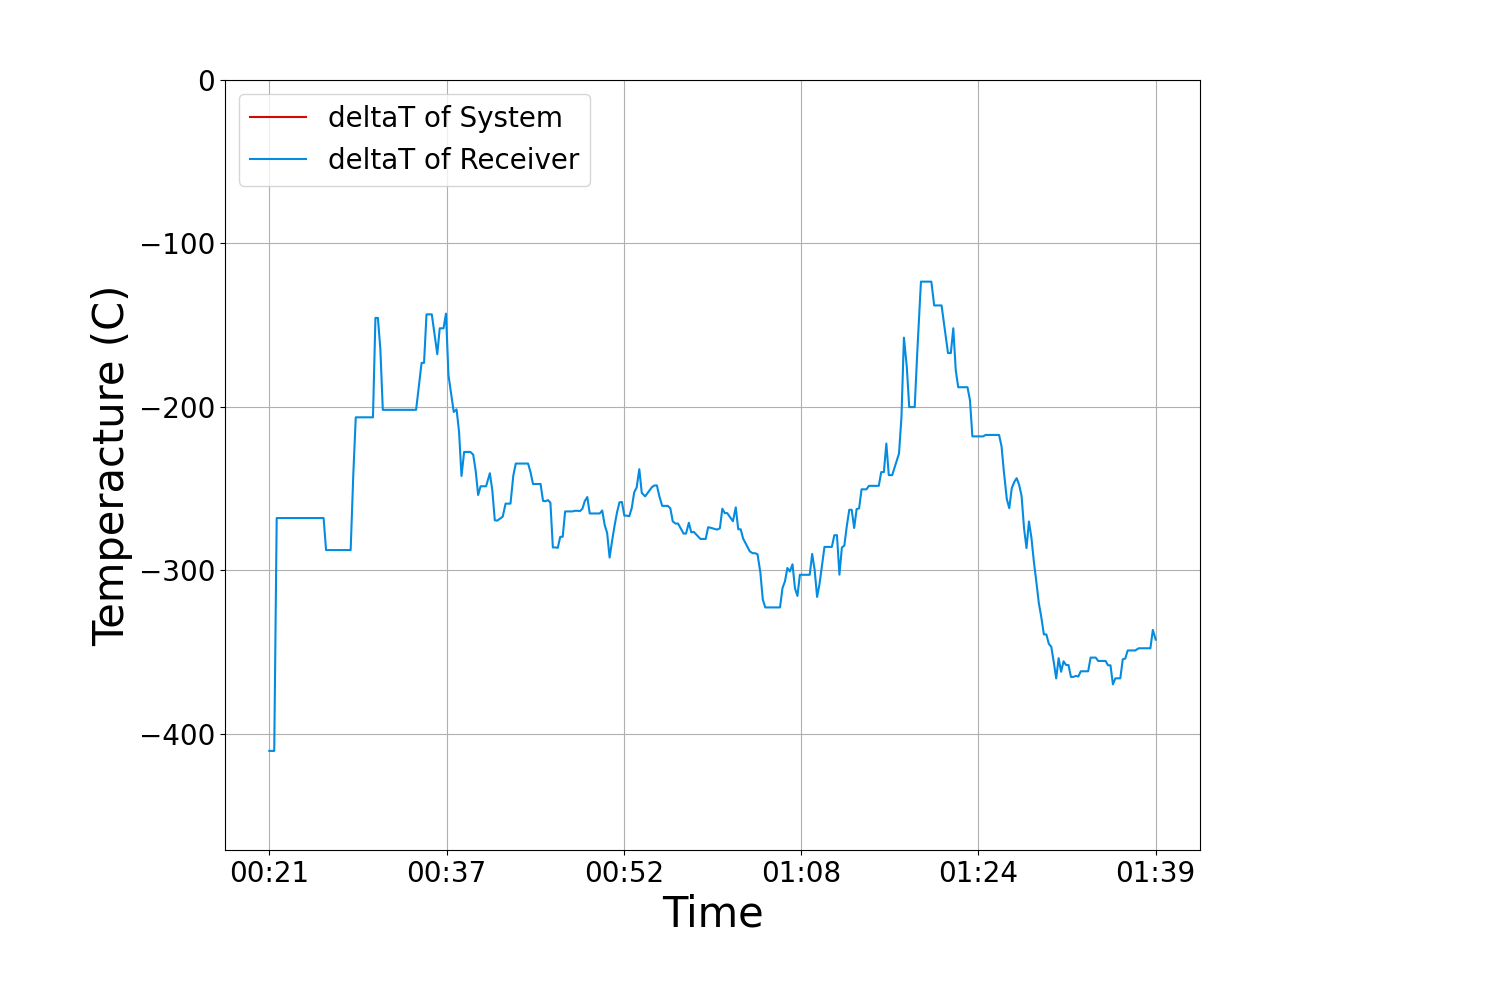 0
deltaT of System
deltaT of Receiver
−100
−200
−300
−400
Temperacture (C)
00:21 00:37 00:52 01:08 01:24 01:39
Time